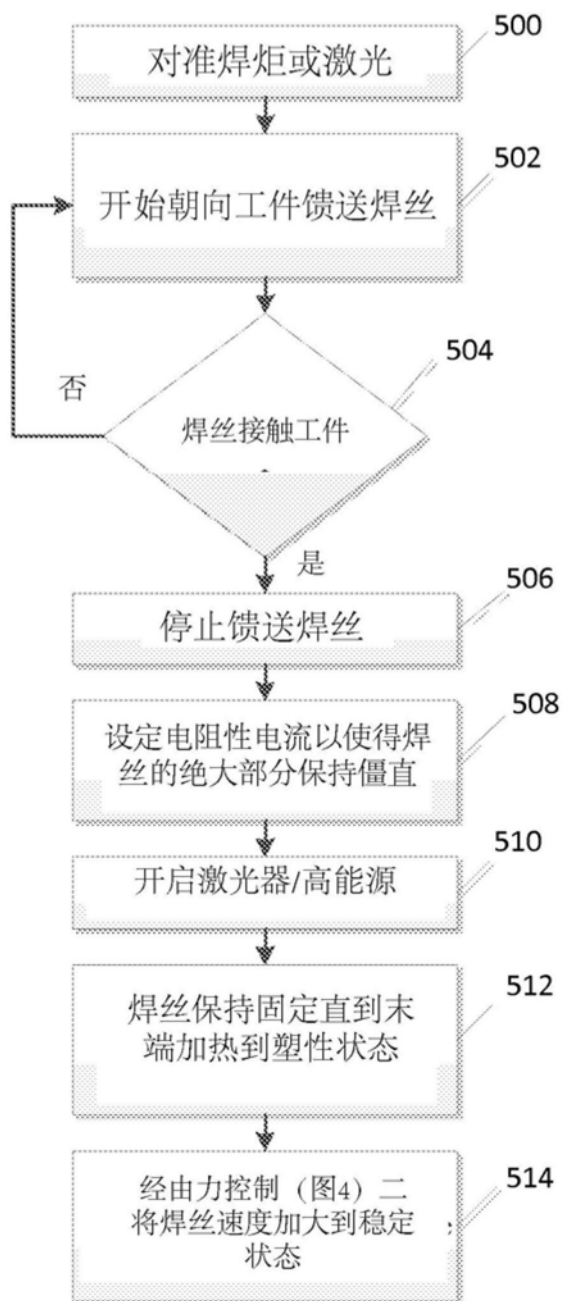 500
对准焊炬或激光
502
开始朝向工件馈送焊丝
504
否
焊丝接触工件
是
506
停止馈送焊丝
508
设定电阻性电流以使得焊
丝的绝大部分保持僵直
510
开启激光器/高能源
512
焊丝保持固定直到末
端加热到塑性状态
514
经由力控制（图4）二
将焊丝速度加大到稳定
状态